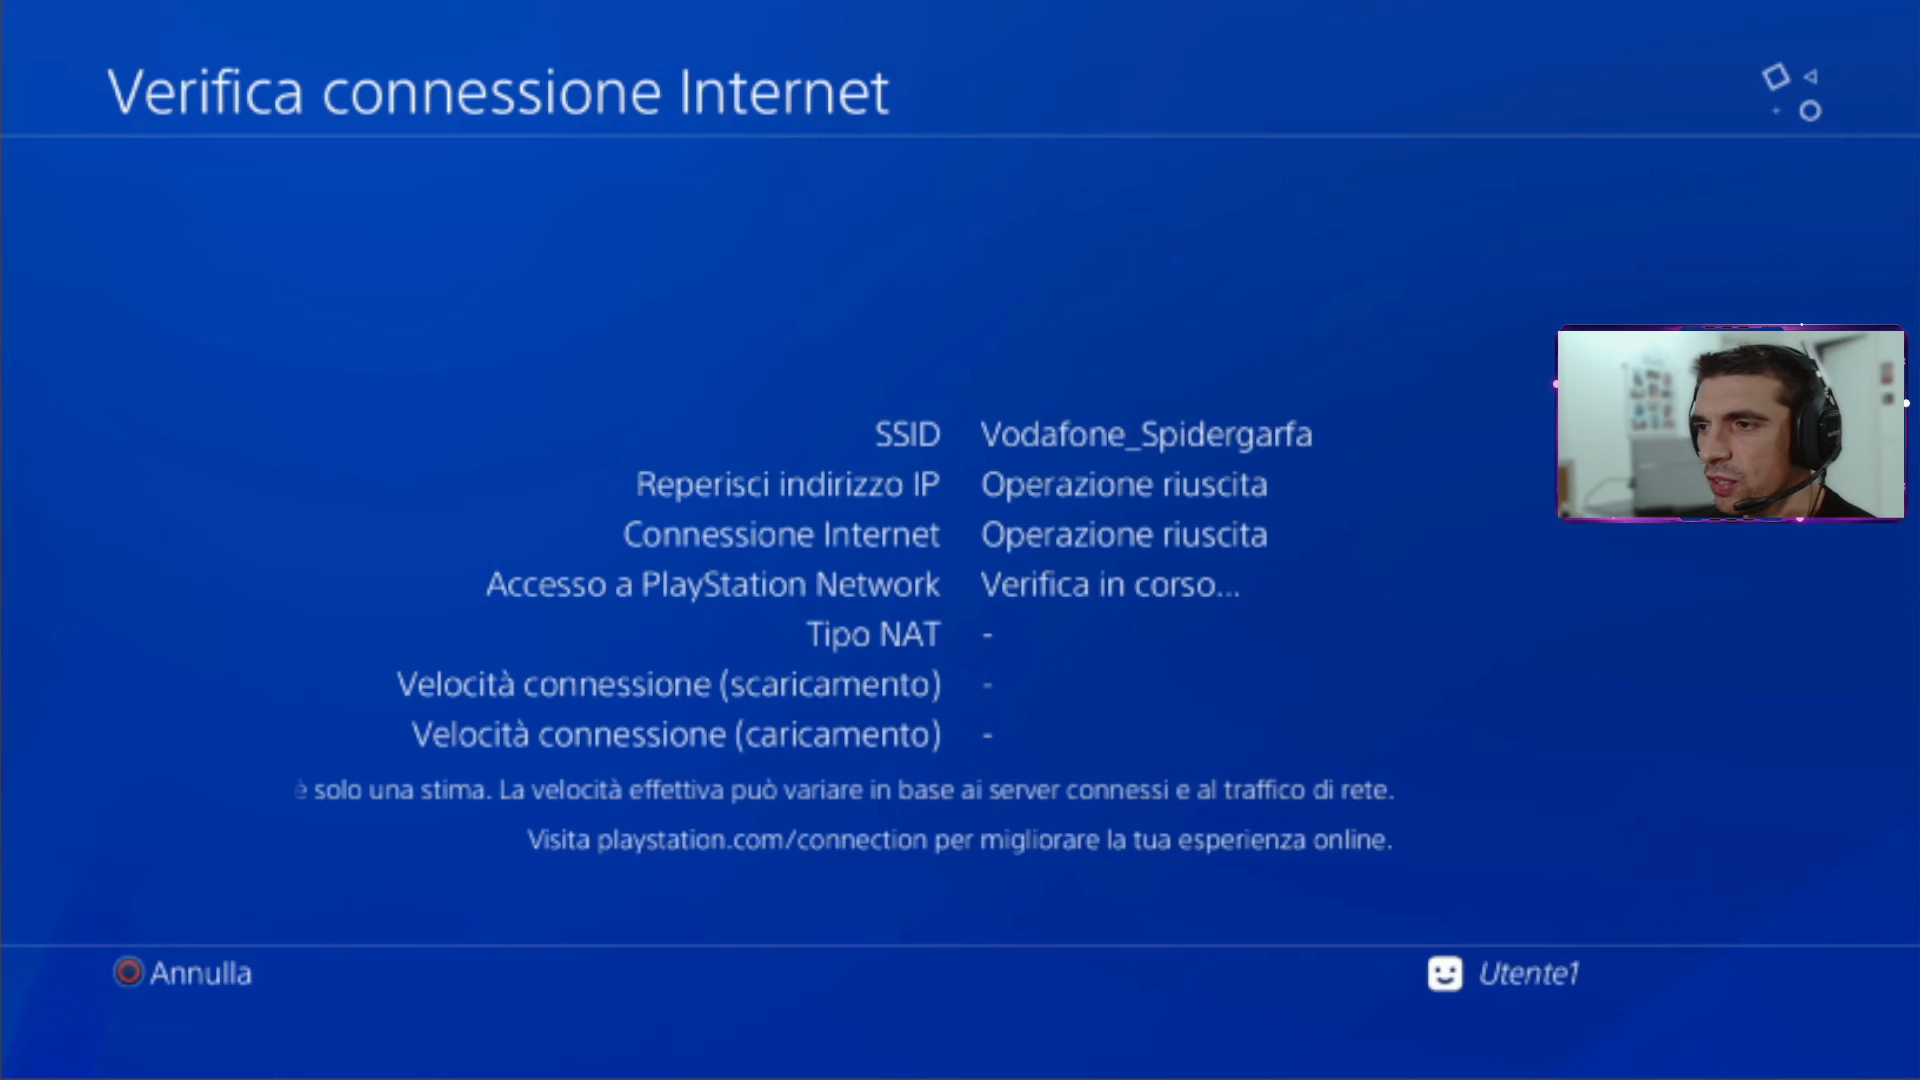 Verifica connessione Internet
SSID Vodafone_Spidergarfa
Reperisci indirizzo IP Operazione riuscita
Connessione Internet Operazione riuscita
Accesso a PlayStation Network Verifica in corso...
Tipo NAT -
Velocità connessione (scaricamento) -
Velocità connessione (caricamento) -
è solo una stima. La velocità effettiva può variare in base ai server connessi e al traffico di rete.
Visita playstation.com/connection per migliorare la tua esperienza online.
Annulla Utente1